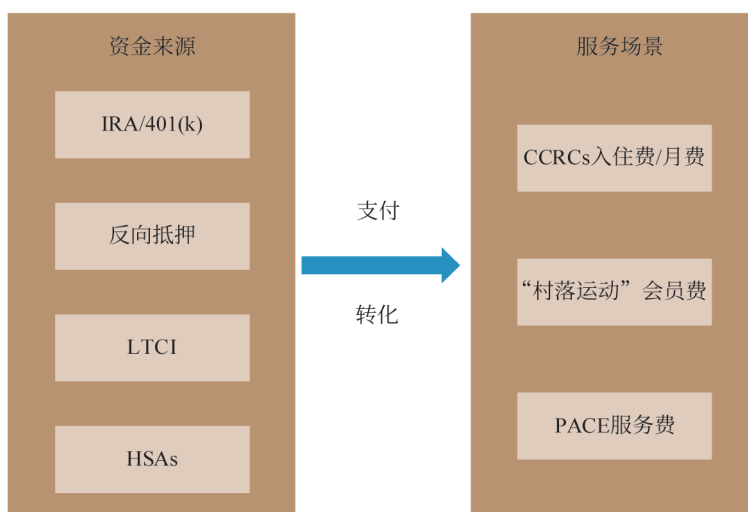 资金来源
IRA/401(k)
反向抵押
LTCI
HSAs
支付
转化
服务场景
CCRCs入住费/月费
“村落运动”会员费
PACE服务费